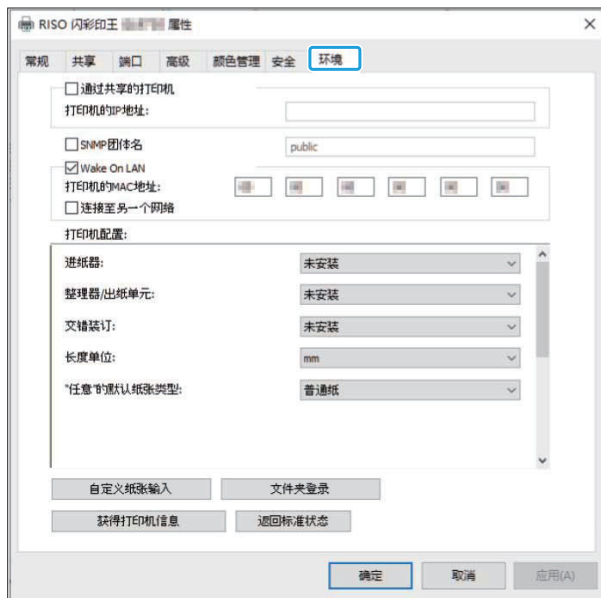 RISO 闪彩印王 属性
常规 共享 端口 高级 颜色管理 安全 环境
通过共享的打印机
打印机的IP地址:
SNMP团体名 public
Wake On LAN
打印机的MAC地址:
连接至另一个网络
打印机配置:
进纸器: 未安装
整理器/出纸单元: 未安装
交错装订: 未安装
长度单位: mm
"任意"的默认纸张类型: 普通纸
自定义纸张输入 文件夹登录
获得打印机信息 返回标准状态
确定 取消 应用(A)